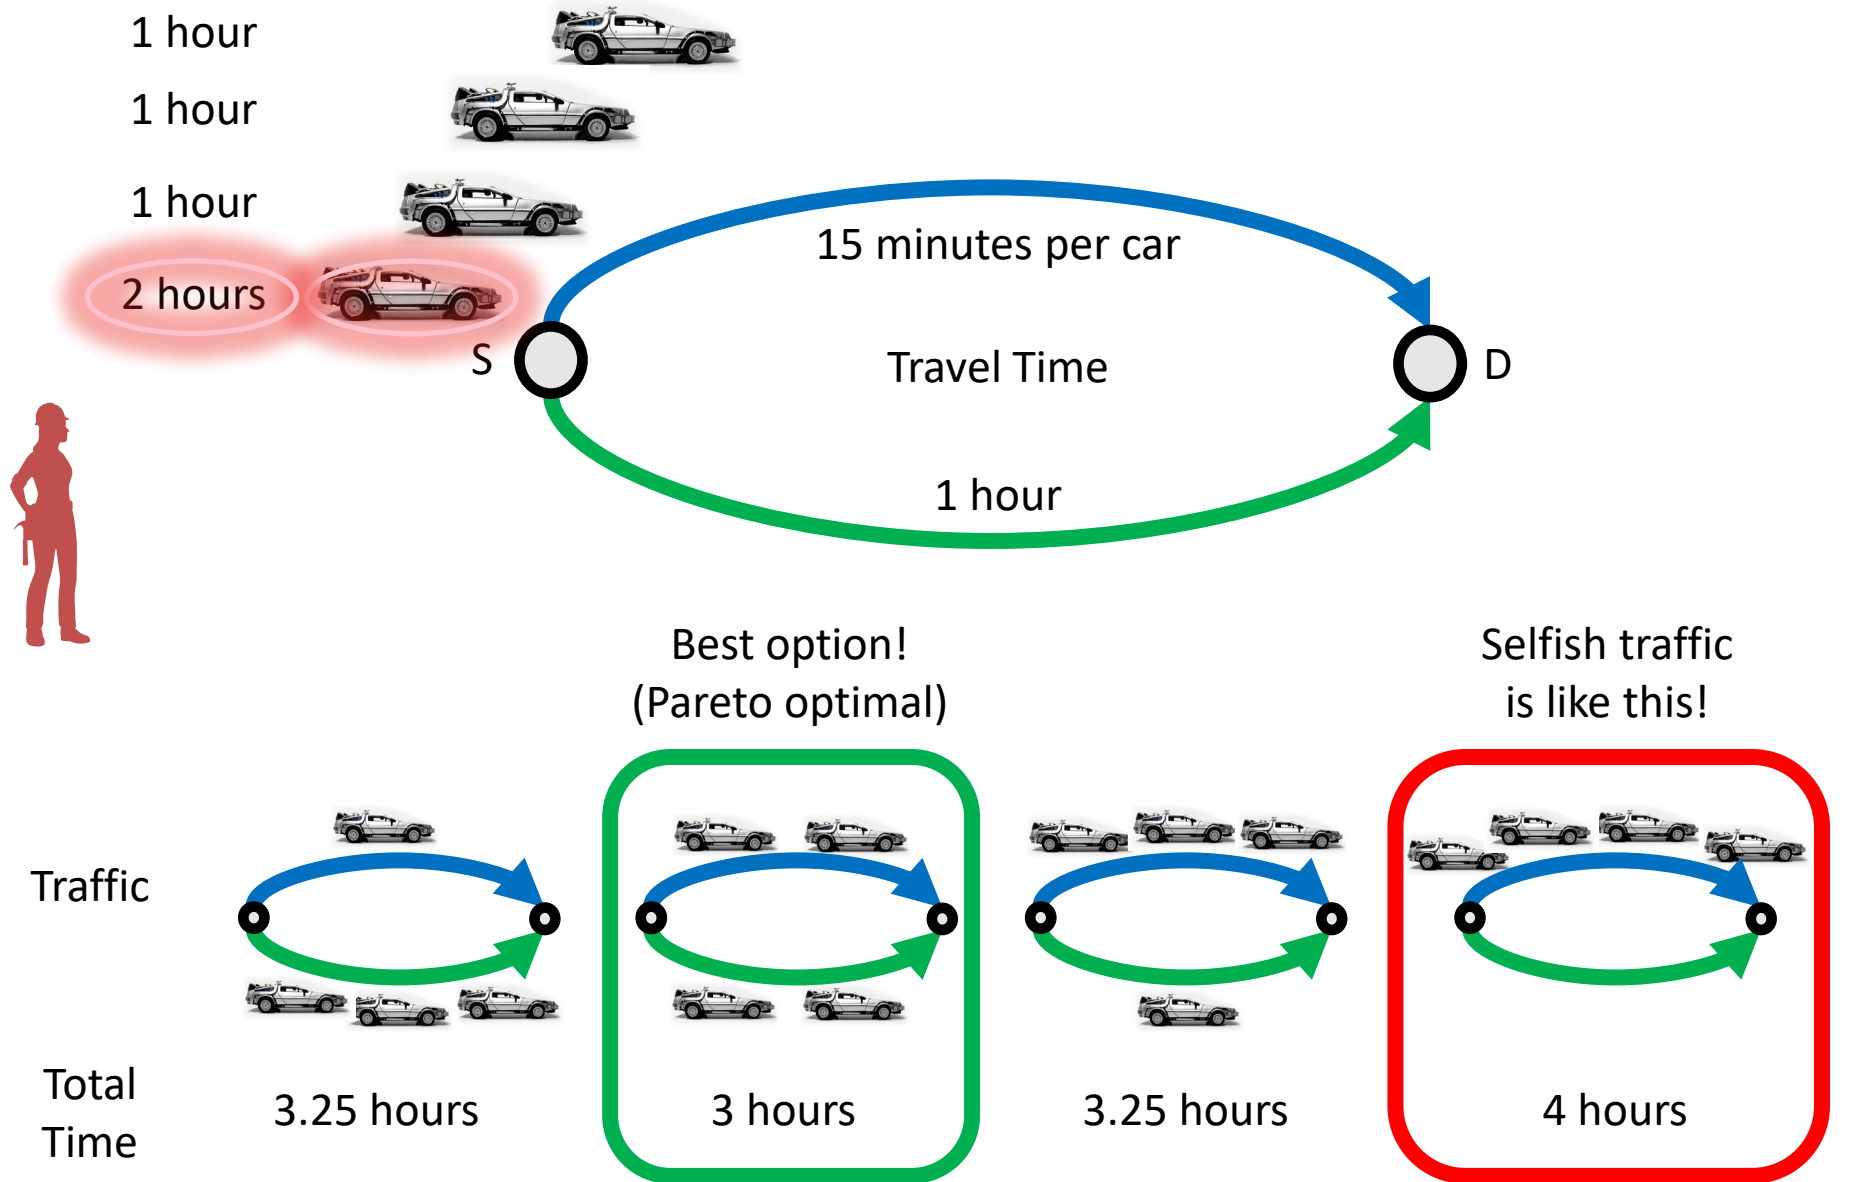 1 hour
1 hour
1 hour
2 hours
15 minutes per car
S
Travel Time
D
1 hour
Best option!
(Pareto optimal)
Selfish traffic
is like this!
Traffic
Total
Time
3.25 hours
3 hours
3.25 hours
4 hours